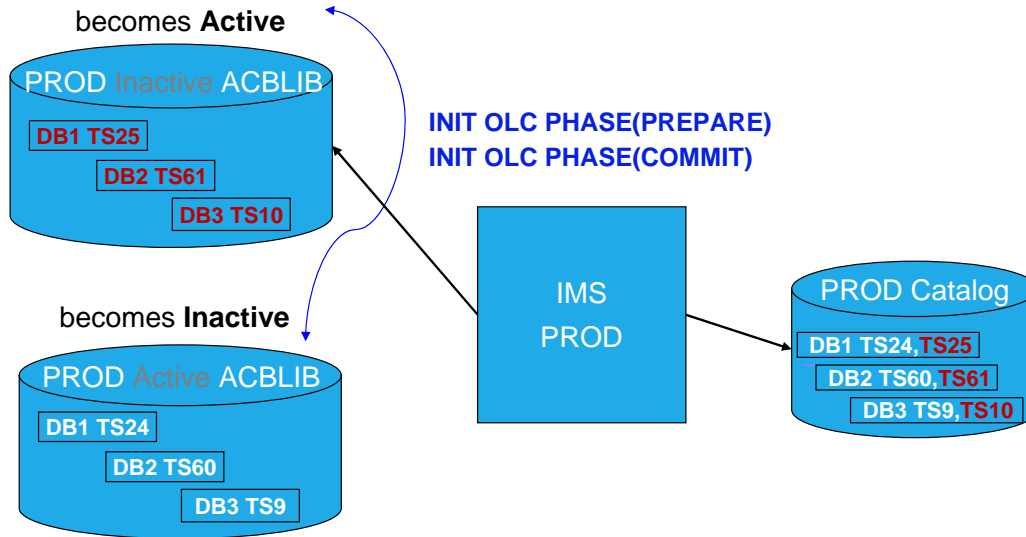 becomes Active
PROD Inactive ACBLIB
DB1 TS25
DB2 TS61
DB3 TS10
INIT OLC PHASE(PREPARE)
INIT OLC PHASE(COMMIT)
becomes Inactive
PROD Active ACBLIB
DB1 TS24
DB2 TS60
DB3 TS9
IMS
PROD
PROD Catalog
DB1 TS24,TS25
DB2 TS60,TS61
DB3 TS9,TS10